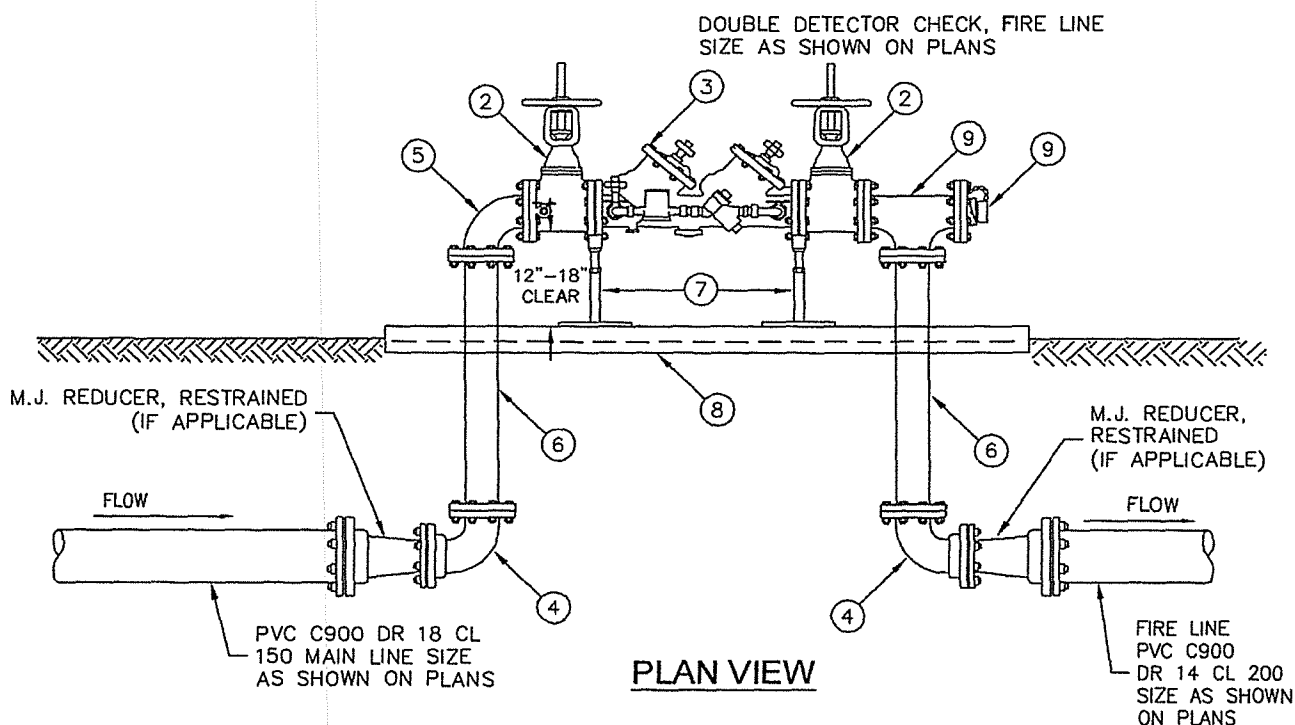 DOUBLE DETECTOR CHECK, FIRE LINE
SIZE AS SHOWN ON PLANS
3
2
2
5
9
9
12"-18"
CLEAR
7
M.J. REDUCER, RESTRAINED
(IF APPLICABLE)
8
6
6
M.J. REDUCER,
RESTRAINED
(IF APPLICABLE)
FLOW
FLOW
4
4
PVC C900 DR 18 CL
150 MAIN LINE SIZE
AS SHOWN ON PLANS
PLAN VIEW
FIRE LINE
PVC C900
DR 14 CL 200
SIZE AS SHOWN
ON PLANS